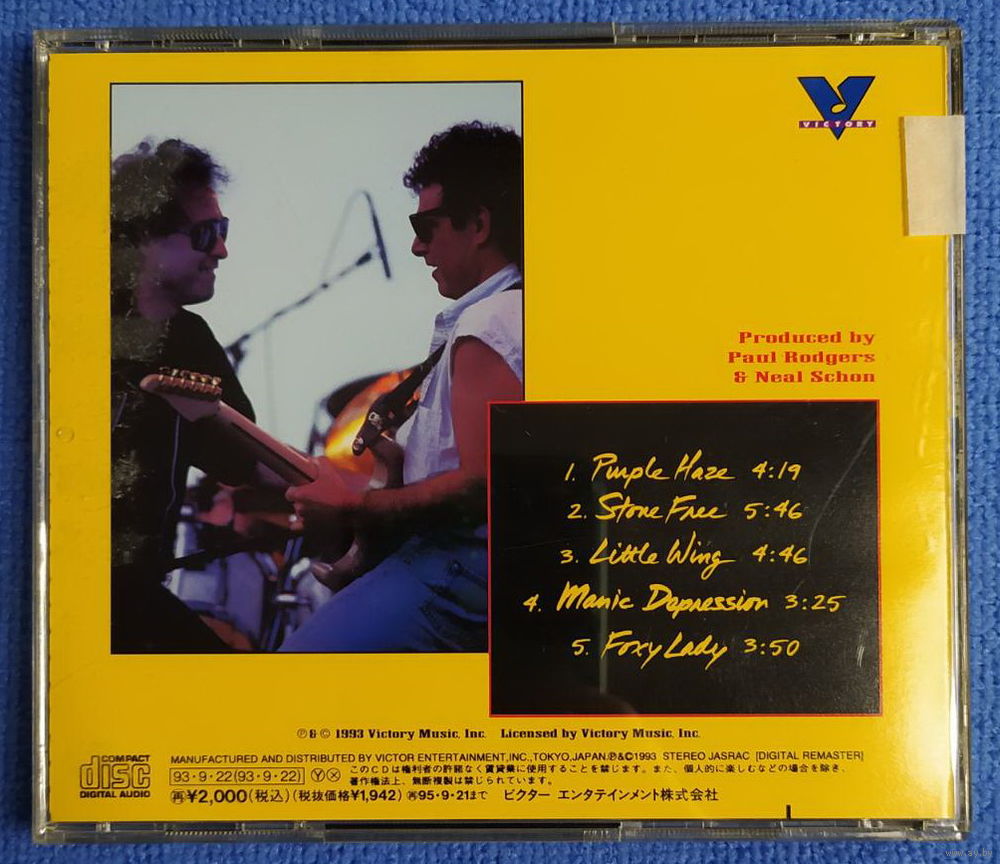 VICTORY
Produced by
Paul Rodgers
& Neal Schon
1. Purple Haze 4:19
2. Stone Free 5:46
3. Little Wing 4:46
4. Manic Depression 3:25
5. Foxy Lady 3:50
℗ & © 1993 Victory Music, Inc. Licensed by Victory Music, Inc.
COMPACT
disc
DIGITAL AUDIO
MANUFACTURED AND DISTRIBUTED BY VICTOR ENTERTAINMENT, INC., TOKYO, JAPAN.℗&©1993 STEREO JASRAC [DIGITAL REMASTER]
93・9・22(93・9・22) Ⓨ Ⓧ このCDは権利者の許諾なく賃貸業に使用することを禁じます。また、個人的に楽しむなどの場合を除き、
著作権法上、無断複製は禁じられています。
㊢¥2,000(税込)(税抜価格¥1,942) ㊢95・9・21まで ビクター エンタテインメント株式会社
www.ay.by